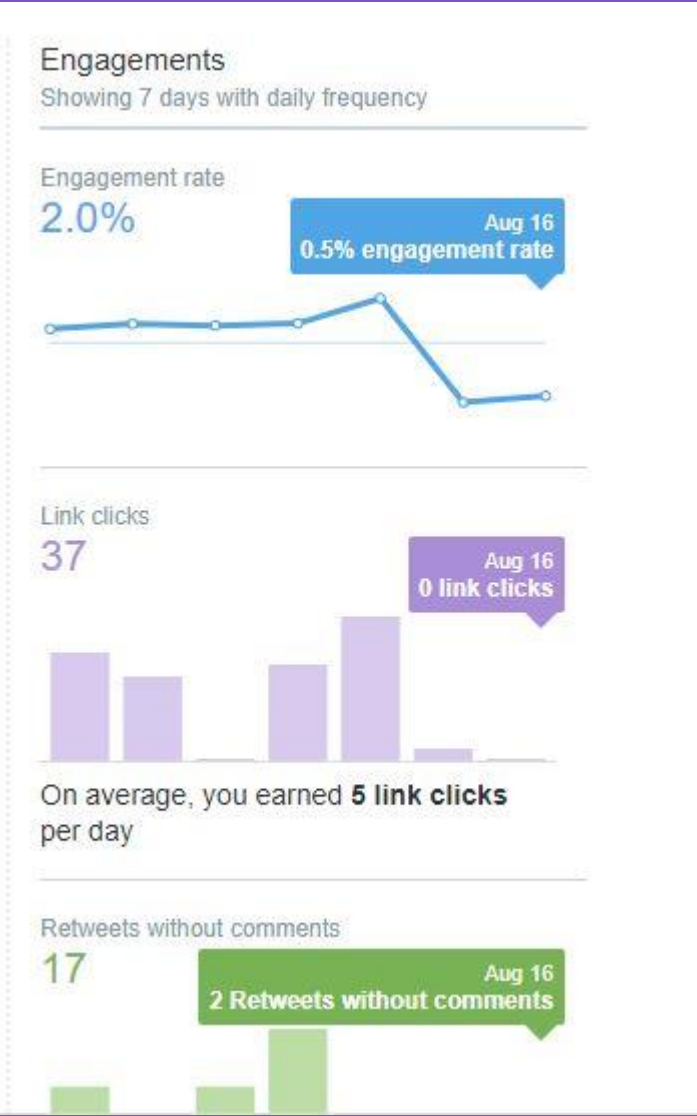 Engagements
Showing 7 days with daily frequency
Engagement rate
2.0%
Aug 16
0.5% engagement rate
Link clicks
37
Aug 16
0 link clicks
On average, you earned 5 link clicks
per day
Retweets without comments
17
Aug 16
2 Retweets without comments